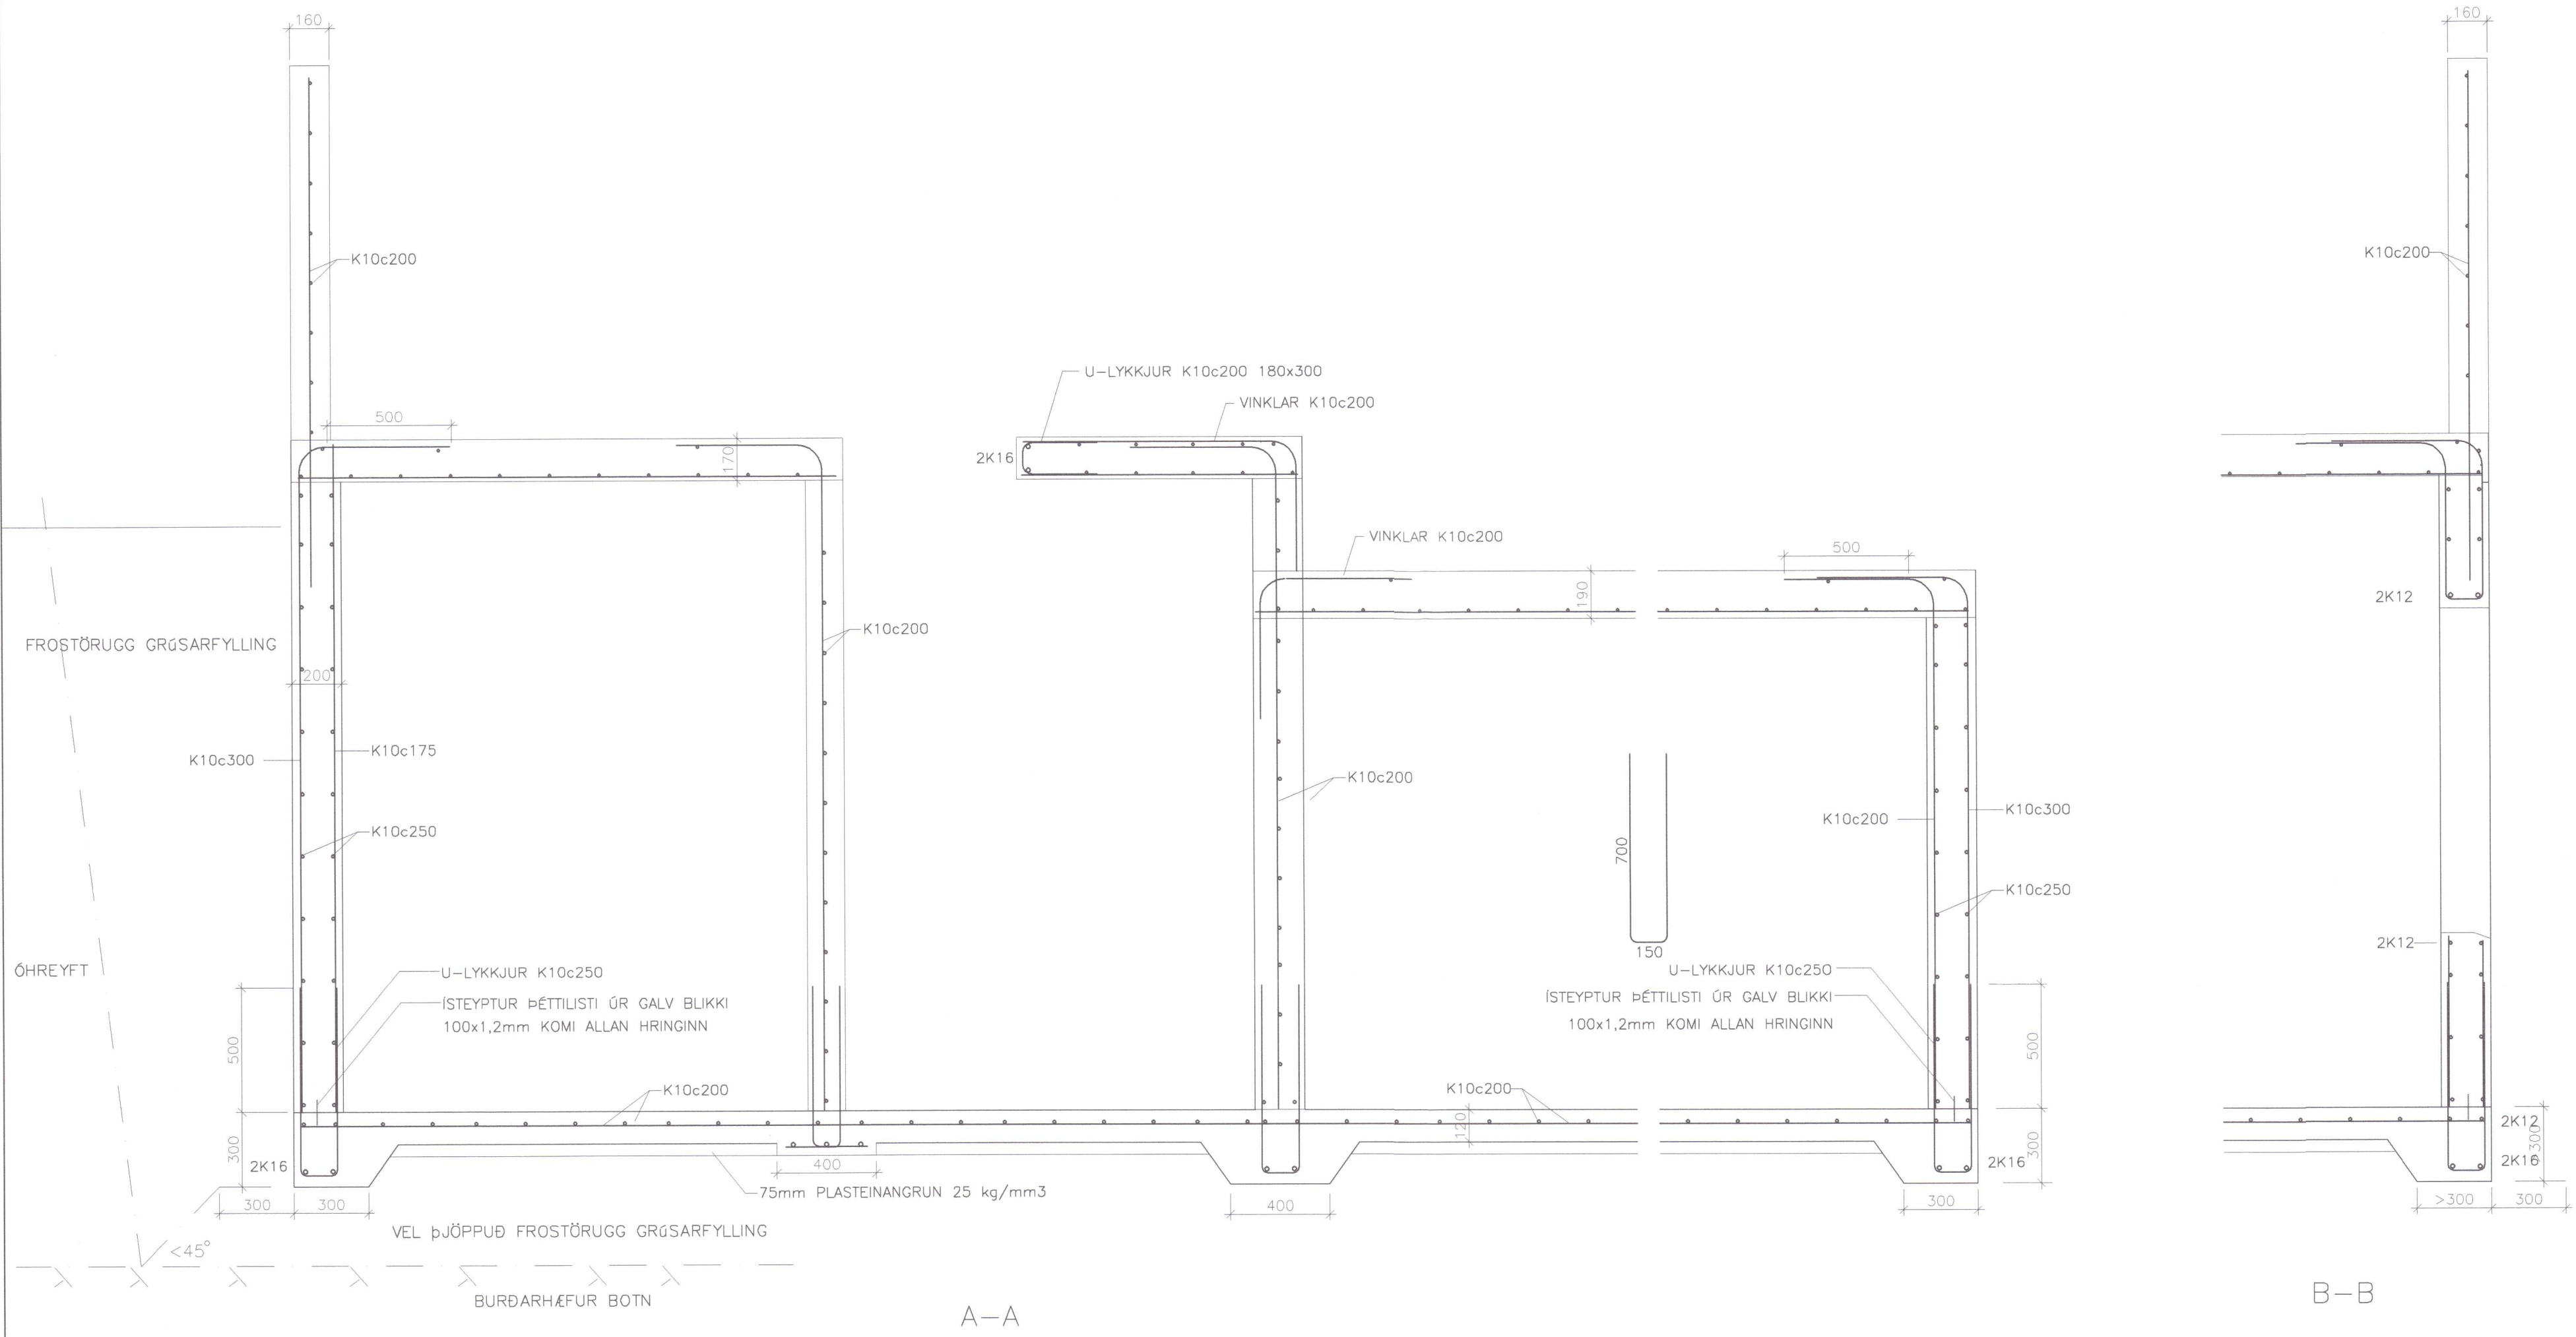 160
160
K10c200
K10c200
U-LYKKJUR K10c200 180x300
VINKLAR K10c200
500
170
2K16
VINKLAR K10c200
500
190
2K12
K10c200
FROSTÖRUGG GRúSARFYLLING
200
K10c175
K10c300
K10c200
K10c300
K10c200
K10c250
700
K10c250
150
2K12
ÓHREYFT
U-LYKKJUR K10c250
ÍSTEYPTUR ÞÉTTILISTI ÚR GALV BLIKKI
100x1,2mm KOMI ALLAN HRINGINN
U-LYKKJUR K10c250
ÍSTEYPTUR ÞÉTTILISTI ÚR GALV BLIKKI
100x1,2mm KOMI ALLAN HRINGINN
500
500
K10c200
K10c200
120
2K12
300
300
300
2K16
400
2K16
2K16
75mm PLASTEINANGRUN 25 kg/mm3
300
300
400
300
>300
300
VEL þJÖPPUÐ FROSTÖRUGG GRúSARFYLLING
<45°
BURÐARHÆFUR BOTN
A-A
B-B